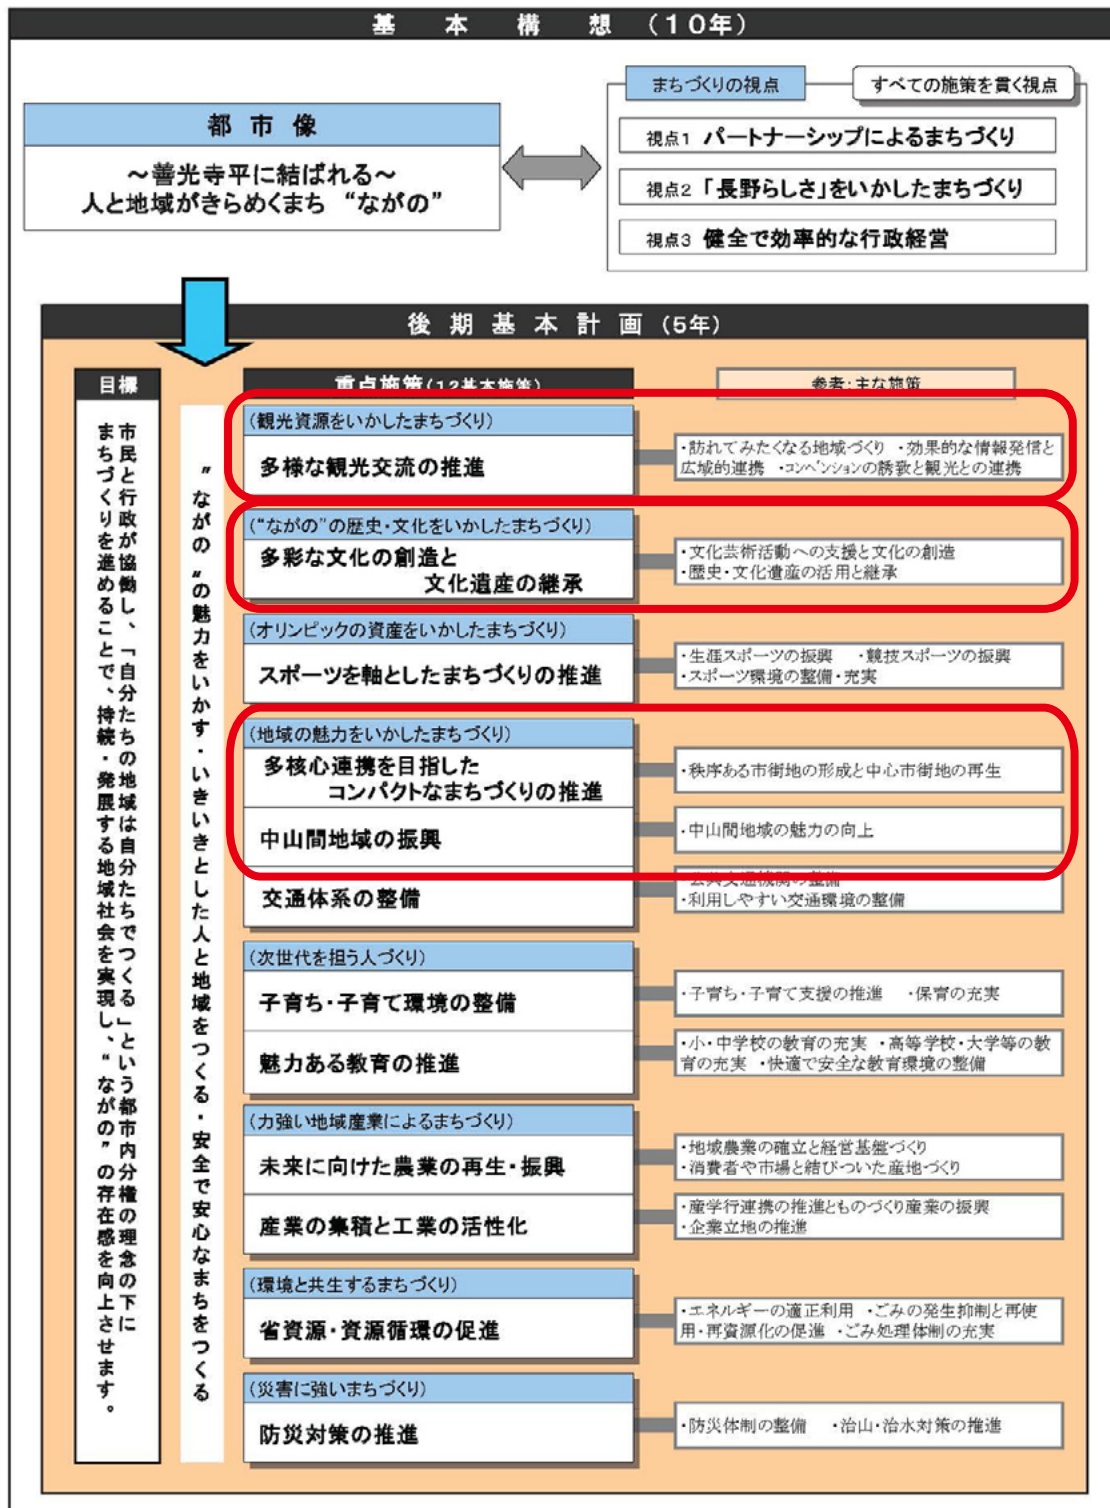 基本構想(10年)
都市像
～善光寺平に結ばれる～
人と地域がきらめくまち “ながの”
まちづくりの視点
すべての施策を貫く視点
視点1 パートナーシップによるまちづくり
視点2 「長野らしさ」をいかしたまちづくり
視点3 健全で効率的な行政経営
後期基本計画(5年)
目標
市民と行政が協働し、「自分たちの地域は自分たちでつくる」という都市内分権の理念の下に
まちづくりを進めることで、持続・発展する地域社会を実現し、“ながの”の存在感を向上させます。
“ながの”の魅力をいかす・いきいきとした人と地域をつくる・安全で安心なまちをつくる
重点施策(12基本施策)
参考:主な施策
(観光資源をいかしたまちづくり)
多様な観光交流の推進
・訪れてみたくなる地域づくり ・効果的な情報発信と
広域的連携 ・コンベンションの誘致と観光との連携
(“ながの”の歴史・文化をいかしたまちづくり)
多彩な文化の創造と
文化遺産の継承
・文化芸術活動への支援と文化の創造
・歴史・文化遺産の活用と継承
(オリンピックの資産をいかしたまちづくり)
スポーツを軸としたまちづくりの推進
・生涯スポーツの振興 ・競技スポーツの振興
・スポーツ環境の整備・充実
(地域の魅力をいかしたまちづくり)
多核心連携を目指した
コンパクトなまちづくりの推進
・秩序ある市街地の形成と中心市街地の再生
中山間地域の振興
・中山間地域の魅力の向上
交通体系の整備
・公共交通機関の整備
・利用しやすい交通環境の整備
(次世代を担う人づくり)
子育ち・子育て環境の整備
・子育ち・子育て支援の推進 ・保育の充実
魅力ある教育の推進
・小・中学校の教育の充実 ・高等学校・大学等の教
育の充実 ・快適で安全な教育環境の整備
(力強い地域産業によるまちづくり)
未来に向けた農業の再生・振興
・地域農業の確立と経営基盤づくり
・消費者や市場と結びついた産地づくり
産業の集積と工業の活性化
・産学行連携の推進とものづくり産業の振興
・企業立地の推進
(環境と共生するまちづくり)
省資源・資源循環の促進
・エネルギーの適正利用 ・ごみの発生抑制と再使
用・再資源化の促進 ・ごみ処理体制の充実
(災害に強いまちづくり)
防災対策の推進
・防災体制の整備 ・治山・治水対策の推進